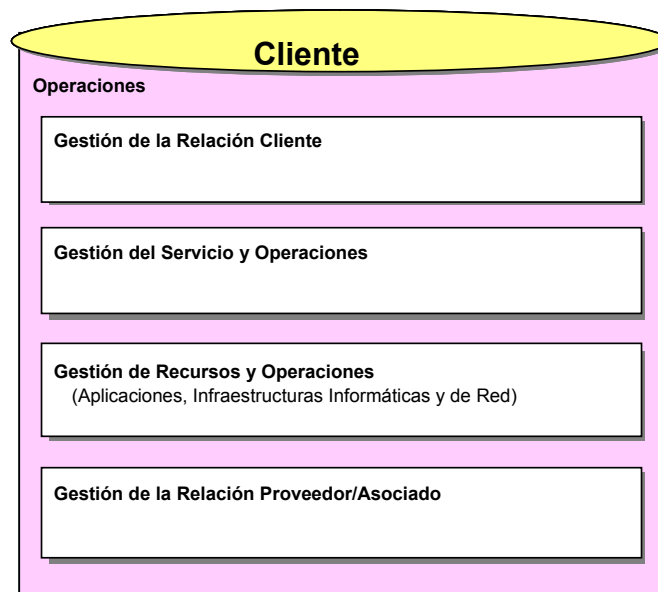 Cliente
Operaciones
Gestión de la Relación Cliente
Gestión del Servicio y Operaciones
Gestión de Recursos y Operaciones
(Aplicaciones, Infraestructuras Informáticas y de Red)
Gestión de la Relación Proveedor/Asociado